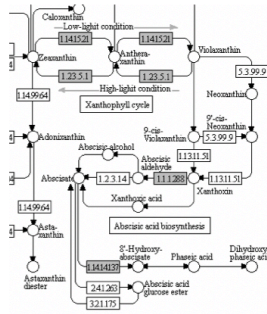 Caloxanthin
Low-light condition
1.14.15.21
1.14.15.21
Zeaxanthin
Anthera-
xanthin
Violaxanthin
1.23.5.1
1.23.5.1
High-light condition
5.3.99.9
Xanthophyll cycle
Neoxanthin
1.14.99.64
9'-cis-
Neoxanthin
9-cis-
Violaxanthin
5.3.99.9
Adonixanthin
Abscisic alcohol
1.13.11.51
Abscisic
aldehyde
Abscisate
1.2.3.14
1.1.1.288
1.13.11.51
Xanthoxin
Xanthoxic acid
1.14.99.64
Abscisic acid biosynthesis
Asta-
xanthin
8'-Hydroxy-
abscisate
Phaseic acid
Dihydroxy
phaseic ac
1.14.14.137
Astaxanthin
diester
2.4.1.263
Abscisic acid
glucose ester
3.2.1.175